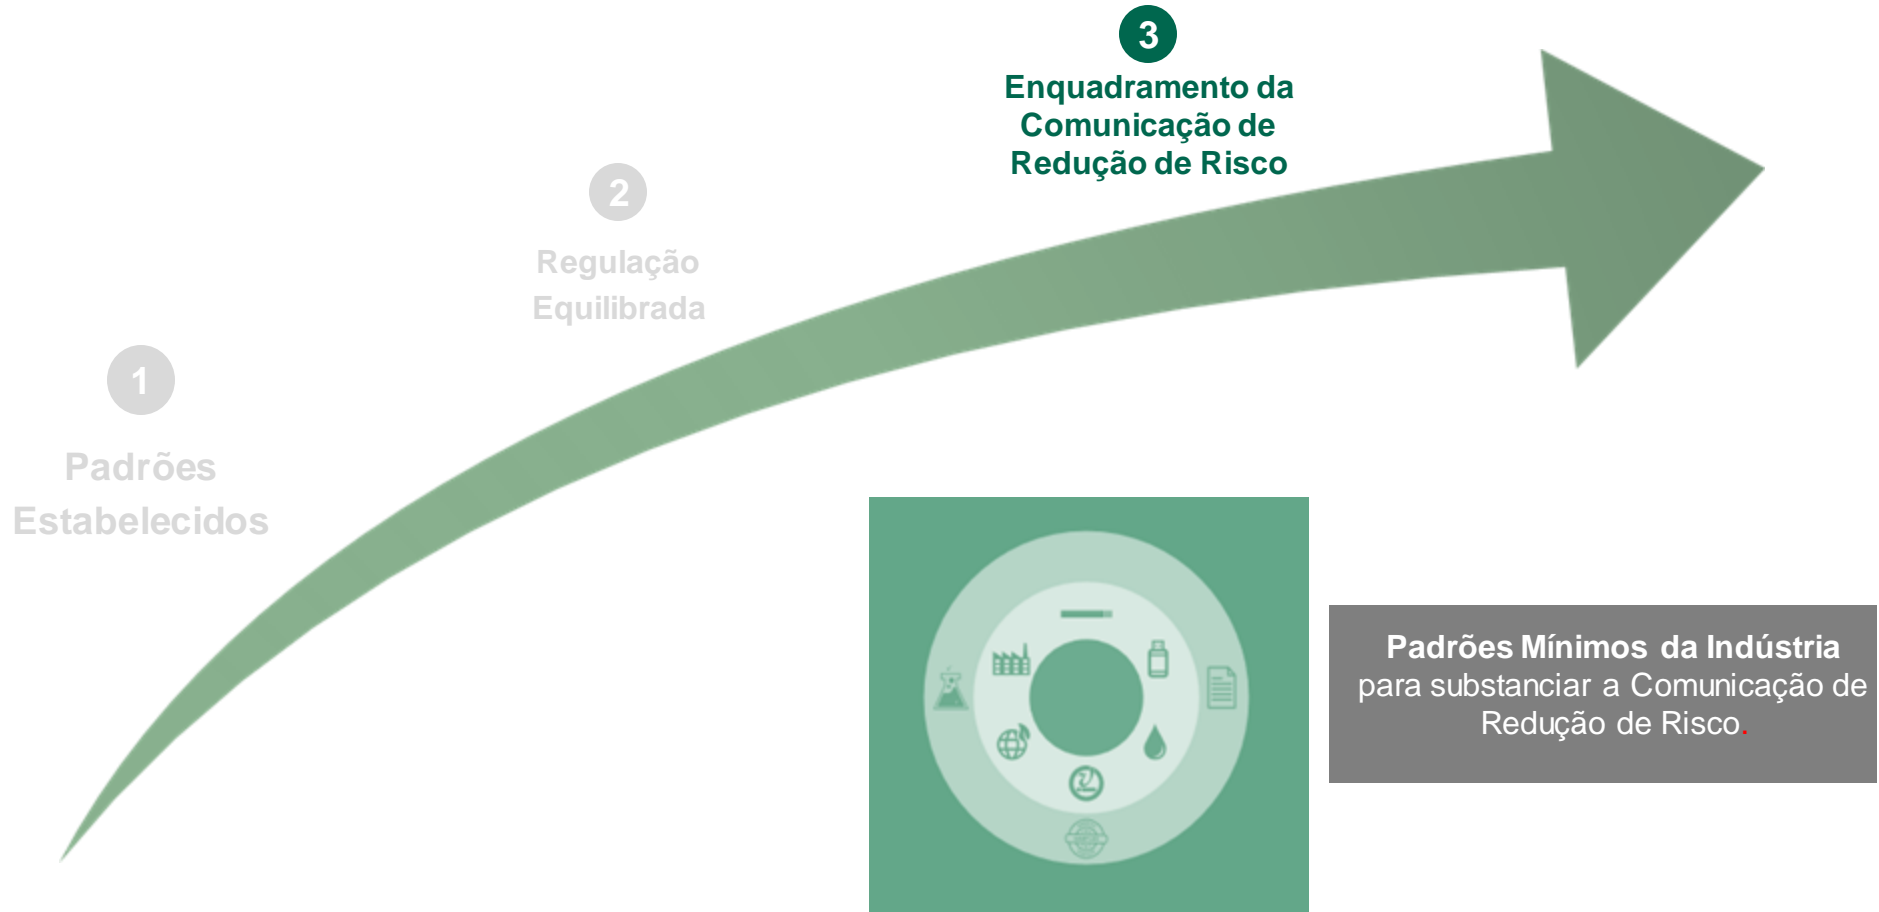 3
Enquadramento da
Comunicação de
Redução de Risco
2
Regulação
Equilibrada
1
Padrões
Estabelecidos
Padrões Mínimos da Indústria
para substanciar a Comunicação de
Redução de Risco.